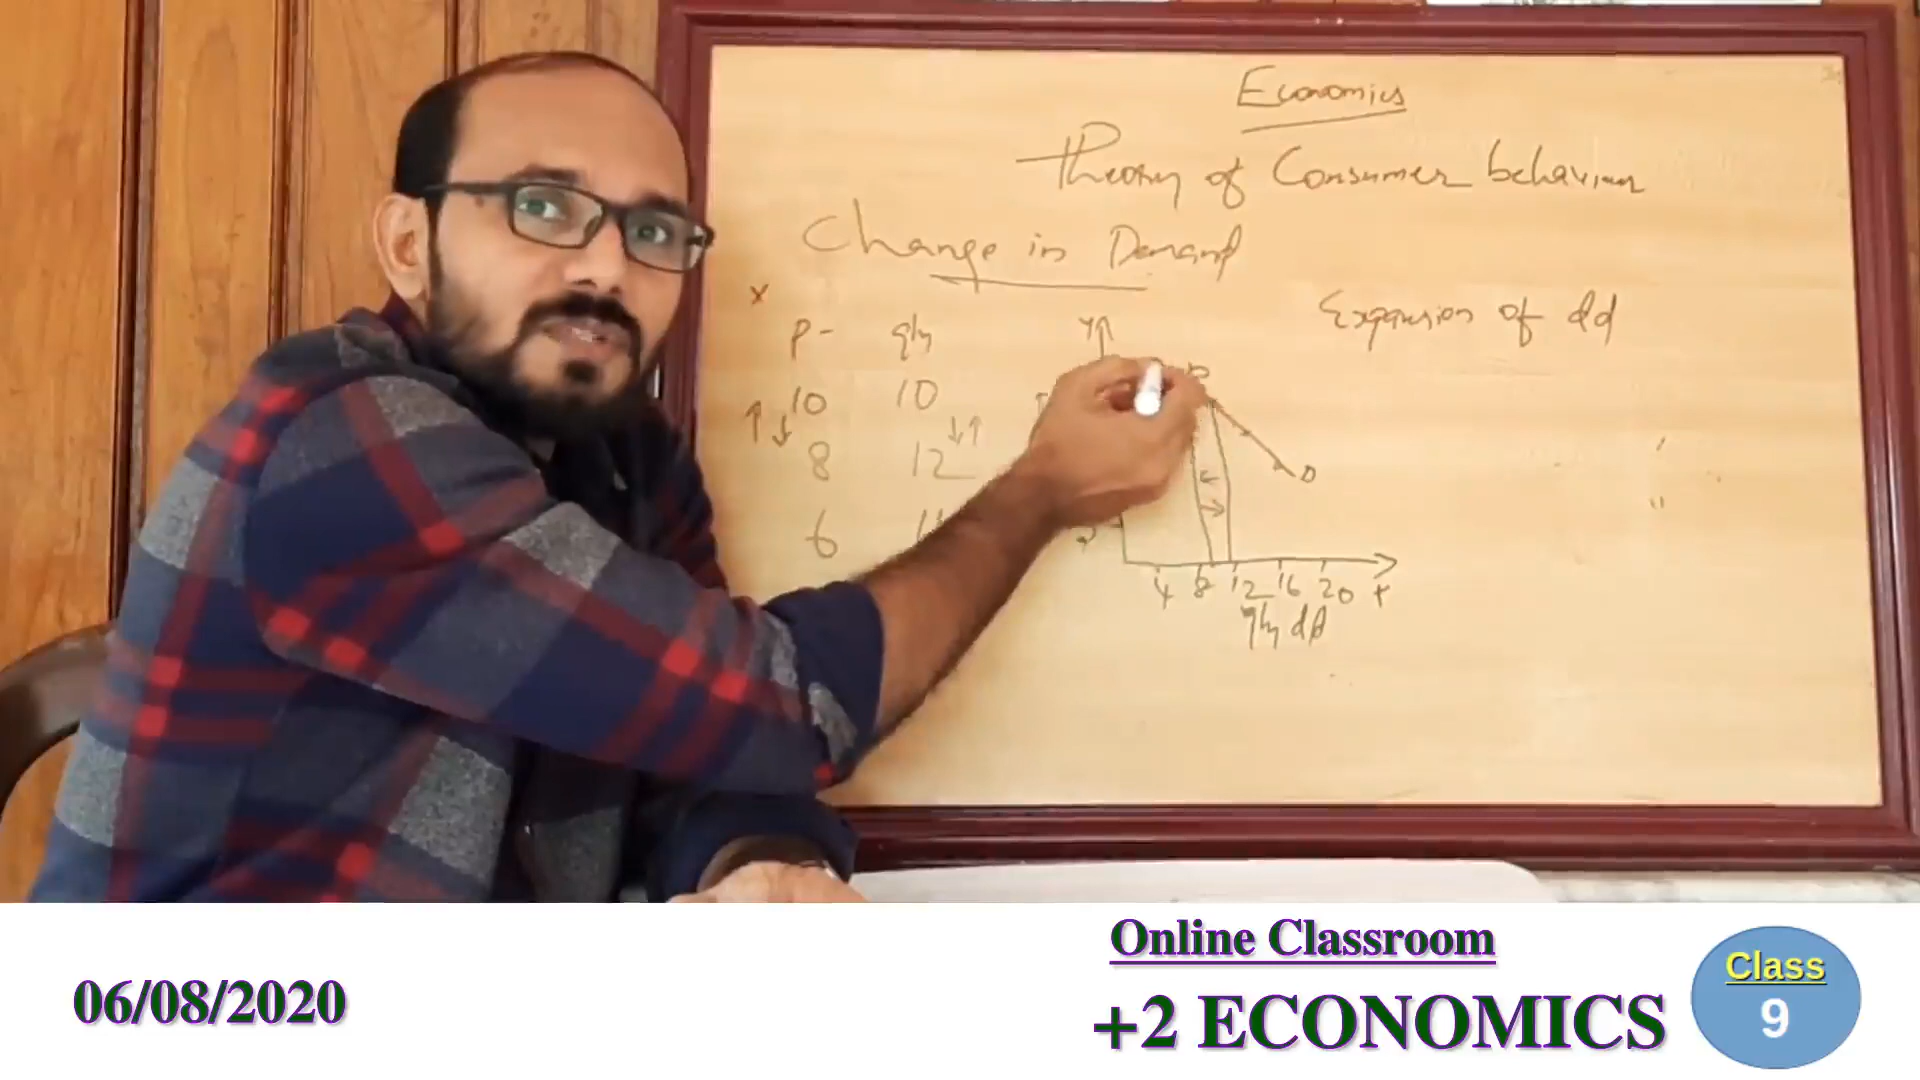 Economics
Theory of Consumer behaviour
Change in Demand
x
P - qty
10 10
8 12
6
Expansion of dd
Y
D
D
4 8 12 16 20 x
qty dd
06/08/2020
Online Classroom
+2 ECONOMICS
Class
9